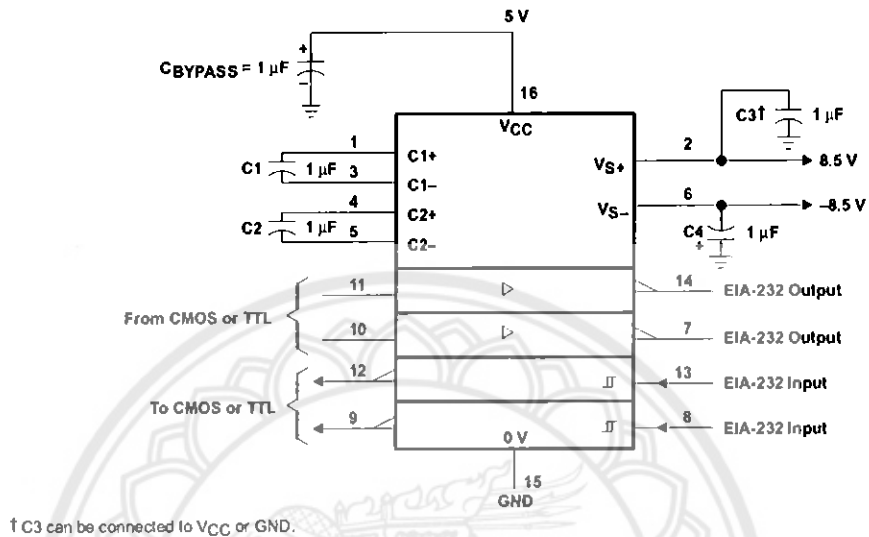 5 V
CBYPASS = 1 µF
+
–
16
VCC
C3† 1 µF
1
C1+
C1 1 µF
3
C1–
2
VS+
8.5 V
4
C2+
C2 1 µF
5
C2–
6
VS–
–8.5 V
C4 1 µF
+
11
14
EIA-232 Output
From CMOS or TTL
10
7
EIA-232 Output
12
13
EIA-232 Input
To CMOS or TTL
9
8
EIA-232 Input
0 V
15
GND
† C3 can be connected to VCC or GND.